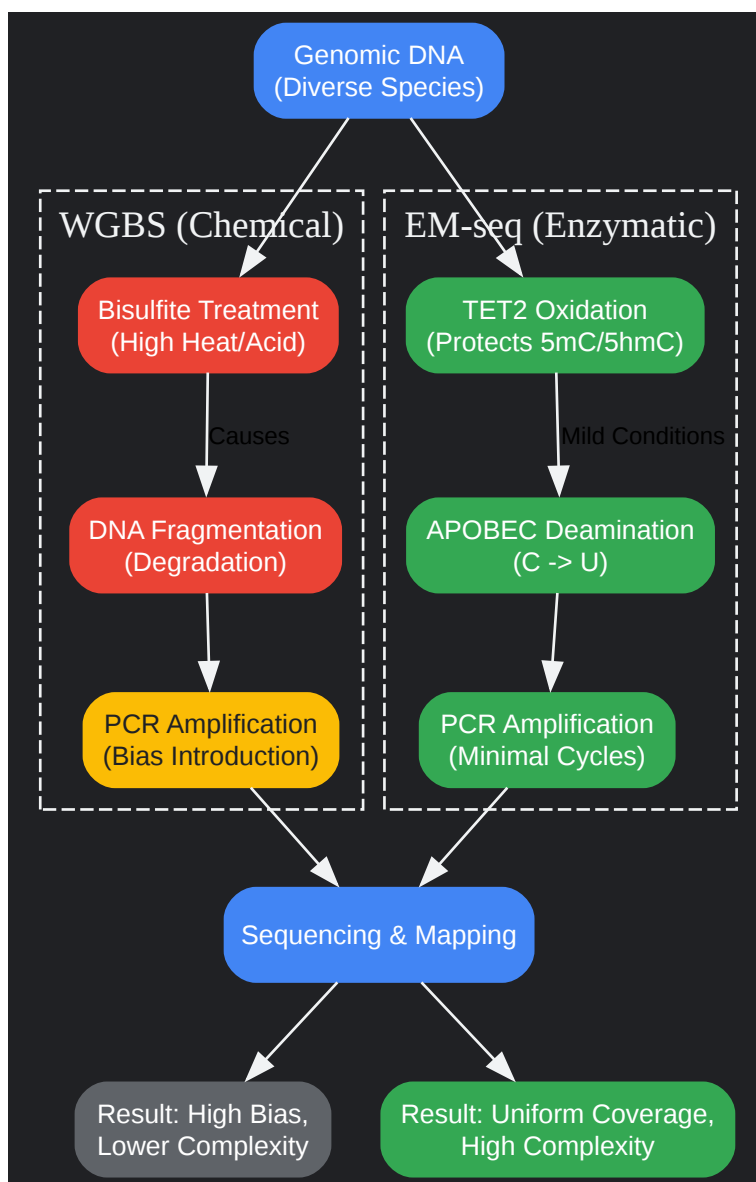 Genomic DNA
(Diverse Species)
WGBS (Chemical)
EM-seq (Enzymatic)
Bisulfite Treatment
(High Heat/Acid)
TET2 Oxidation
(Protects 5mC/5hmC)
Causes
Mild Conditions
DNA Fragmentation
(Degradation)
APOBEC Deamination
(C -> U)
PCR Amplification
(Bias Introduction)
PCR Amplification
(Minimal Cycles)
Sequencing & Mapping
Result: High Bias,
Lower Complexity
Result: Uniform Coverage,
High Complexity